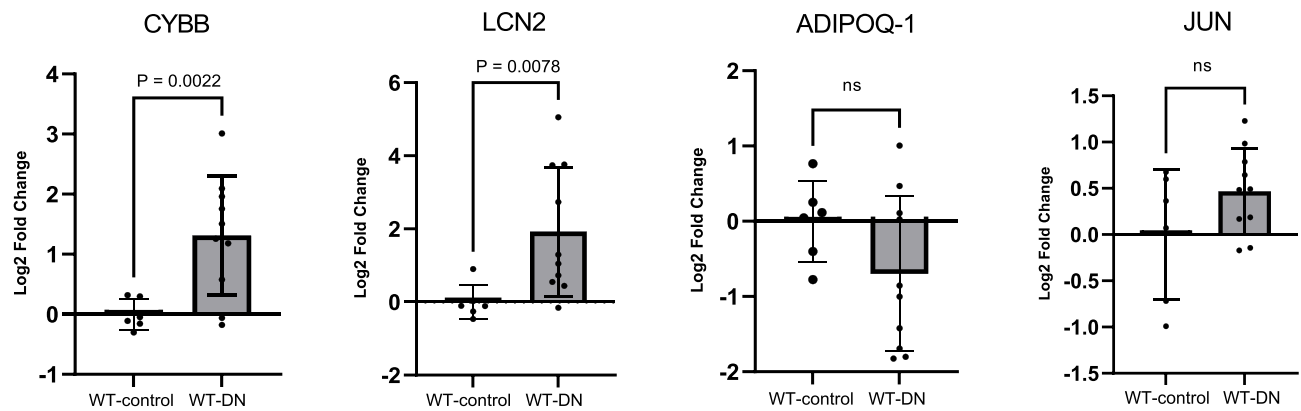 CYBB
P = 0.0022
Log2 Fold Change
4
3
2
1
0
-1
WT-control WT-DN
LCN2
P = 0.0078
Log2 Fold Change
6
4
2
0
-2
WT-control WT-DN
ADIPOQ-1
ns
Log2 Fold Change
2
1
0
-1
-2
WT-control WT-DN
JUN
ns
Log2 Fold Change
1.5
1.0
0.5
0.0
-0.5
-1.0
-1.5
WT-control WT-DN